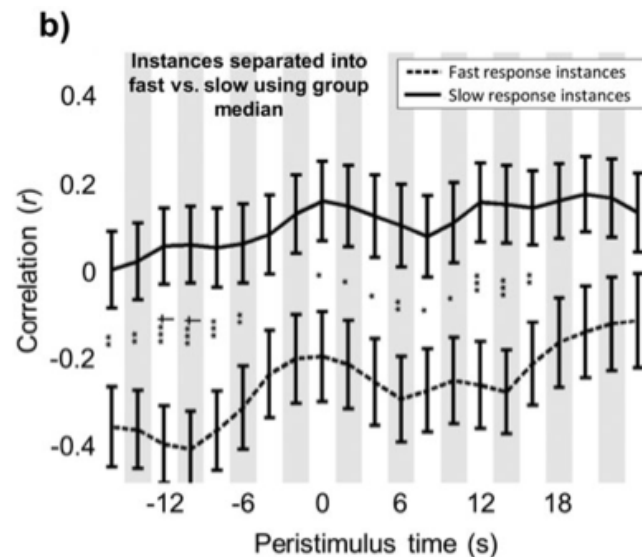 b)
Instances separated into
fast vs. slow using group
median
Fast response instances
Slow response instances
Correlation (r)
0.4
0.2
0
-0.2
-0.4
-12 -6 0 6 12 18
Peristimulus time (s)